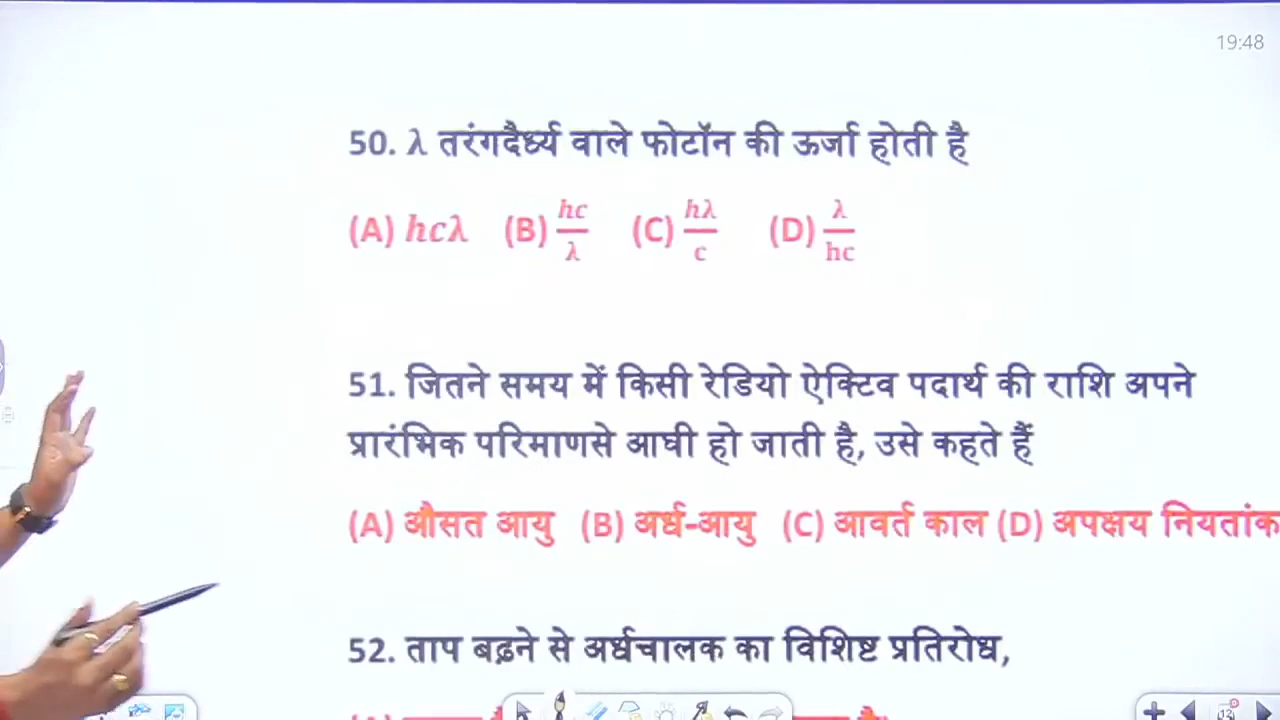 19:48
50. λ तरंगदैर्ध्य वाले फोटॉन की ऊर्जा होती है
(A) hcλ (B) hc/λ (C) hλ/c (D) λ/hc
51. जितने समय में किसी रेडियो ऐक्टिव पदार्थ की राशि अपने
प्रारंभिक परिमाणसे आघी हो जाती है, उसे कहते हैं
(A) औसत आयु (B) अर्ध-आयु (C) आवर्त काल (D) अपक्षय नियतांक
52. ताप बढ़ने से अर्धचालक का विशिष्ट प्रतिरोध,